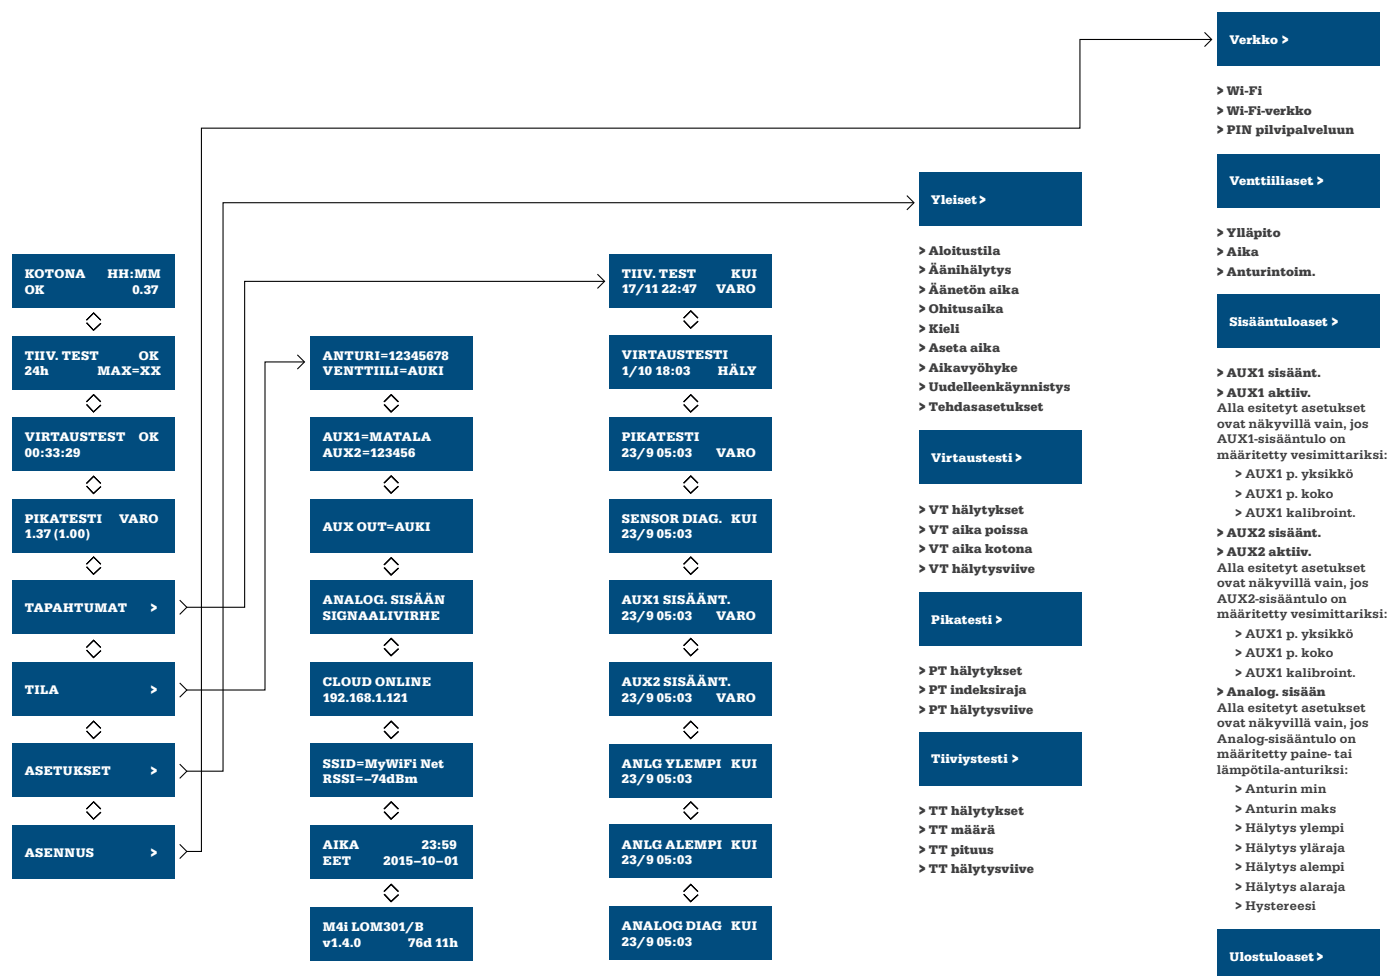 KOTONA HH:MM
OK 0.37
TIIV. TEST OK
24h MAX=XX
VIRTAUSTEST OK
00:33:29
PIKATESTI VARO
1.37 (1.00)
TAPAHTUMAT >
TILA >
ASETUKSET >
ASENNUS >
ANTURI=12345678
VENTTIILI=AUKI
AUX1=MATALA
AUX2=123456
AUX OUT=AUKI
ANALOG. SISÄÄN
SIGNAALIVIRHE
CLOUD ONLINE
192.168.1.121
SSID=MyWiFi Net
RSSI=–74dBm
AIKA 23:59
EET 2015–10–01
M4i LOM301/B
v1.4.0 76d 11h
TIIV. TEST KUI
17/11 22:47 VARO
VIRTAUSTESTI
1/10 18:03 HÄLY
PIKATESTI
23/9 05:03 VARO
SENSOR DIAG. KUI
23/9 05:03
AUX1 SISÄÄNT.
23/9 05:03 VARO
AUX2 SISÄÄNT.
23/9 05:03 VARO
ANLG YLEMPI KUI
23/9 05:03
ANLG ALEMPI KUI
23/9 05:03
ANALOG DIAG KUI
23/9 05:03
Yleiset >
> Aloitustila
> Äänihälytys
> Äänetön aika
> Ohitusaika
> Kieli
> Aseta aika
> Aikavyöhyke
> Uudelleenkäynnistys
> Tehdasasetukset
Virtaustesti >
> VT hälytykset
> VT aika poissa
> VT aika kotona
> VT hälytysviive
Pikatesti >
> PT hälytykset
> PT indeksiraja
> PT hälytysviive
Tiiviystesti >
> TT hälytykset
> TT määrä
> TT pituus
> TT hälytysviive
Verkko >
> Wi-Fi
> Wi-Fi-verkko
> PIN pilvipalveluun
Venttiiliaset >
> Ylläpito
> Aika
> Anturintoim.
Sisääntuloaset >
> AUX1 sisäänt.
> AUX1 aktiiv.
Alla esitetyt asetukset
ovat näkyvillä vain, jos
AUX1-sisääntulo on
määritetty vesimittariksi:
> AUX1 p. yksikkö
> AUX1 p. koko
> AUX1 kalibroint.
> AUX2 sisäänt.
> AUX2 aktiiv.
Alla esitetyt asetukset
ovat näkyvillä vain, jos
AUX2-sisääntulo on
määritetty vesimittariksi:
> AUX1 p. yksikkö
> AUX1 p. koko
> AUX1 kalibroint.
> Analog. sisään
Alla esitetyt asetukset
ovat näkyvillä vain, jos
Analog-sisääntulo on
määritetty paine- tai
lämpötila-anturiksi:
> Anturin min
> Anturin maks
> Hälytys ylempi
> Hälytys yläraja
> Hälytys alempi
> Hälytys alaraja
> Hystereesi
Ulostuloaset >